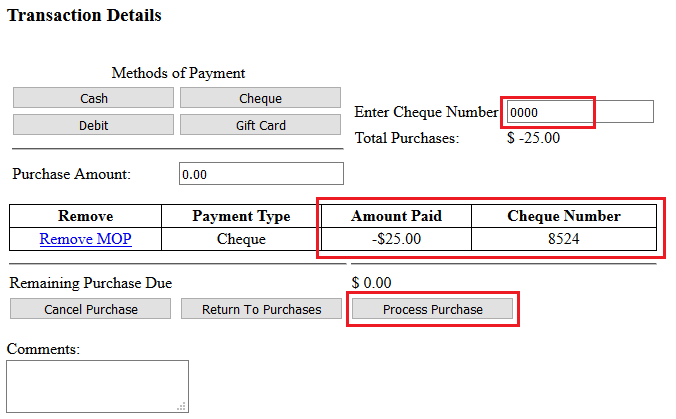 Transaction Details
Methods of Payment
Cash Cheque
Debit Gift Card
Enter Cheque Number 0000
Total Purchases: $ -25.00
Purchase Amount: 0.00
Remove Payment Type Amount Paid Cheque Number
Remove MOP Cheque -$25.00 8524
Remaining Purchase Due $ 0.00
Cancel Purchase Return To Purchases Process Purchase
Comments: